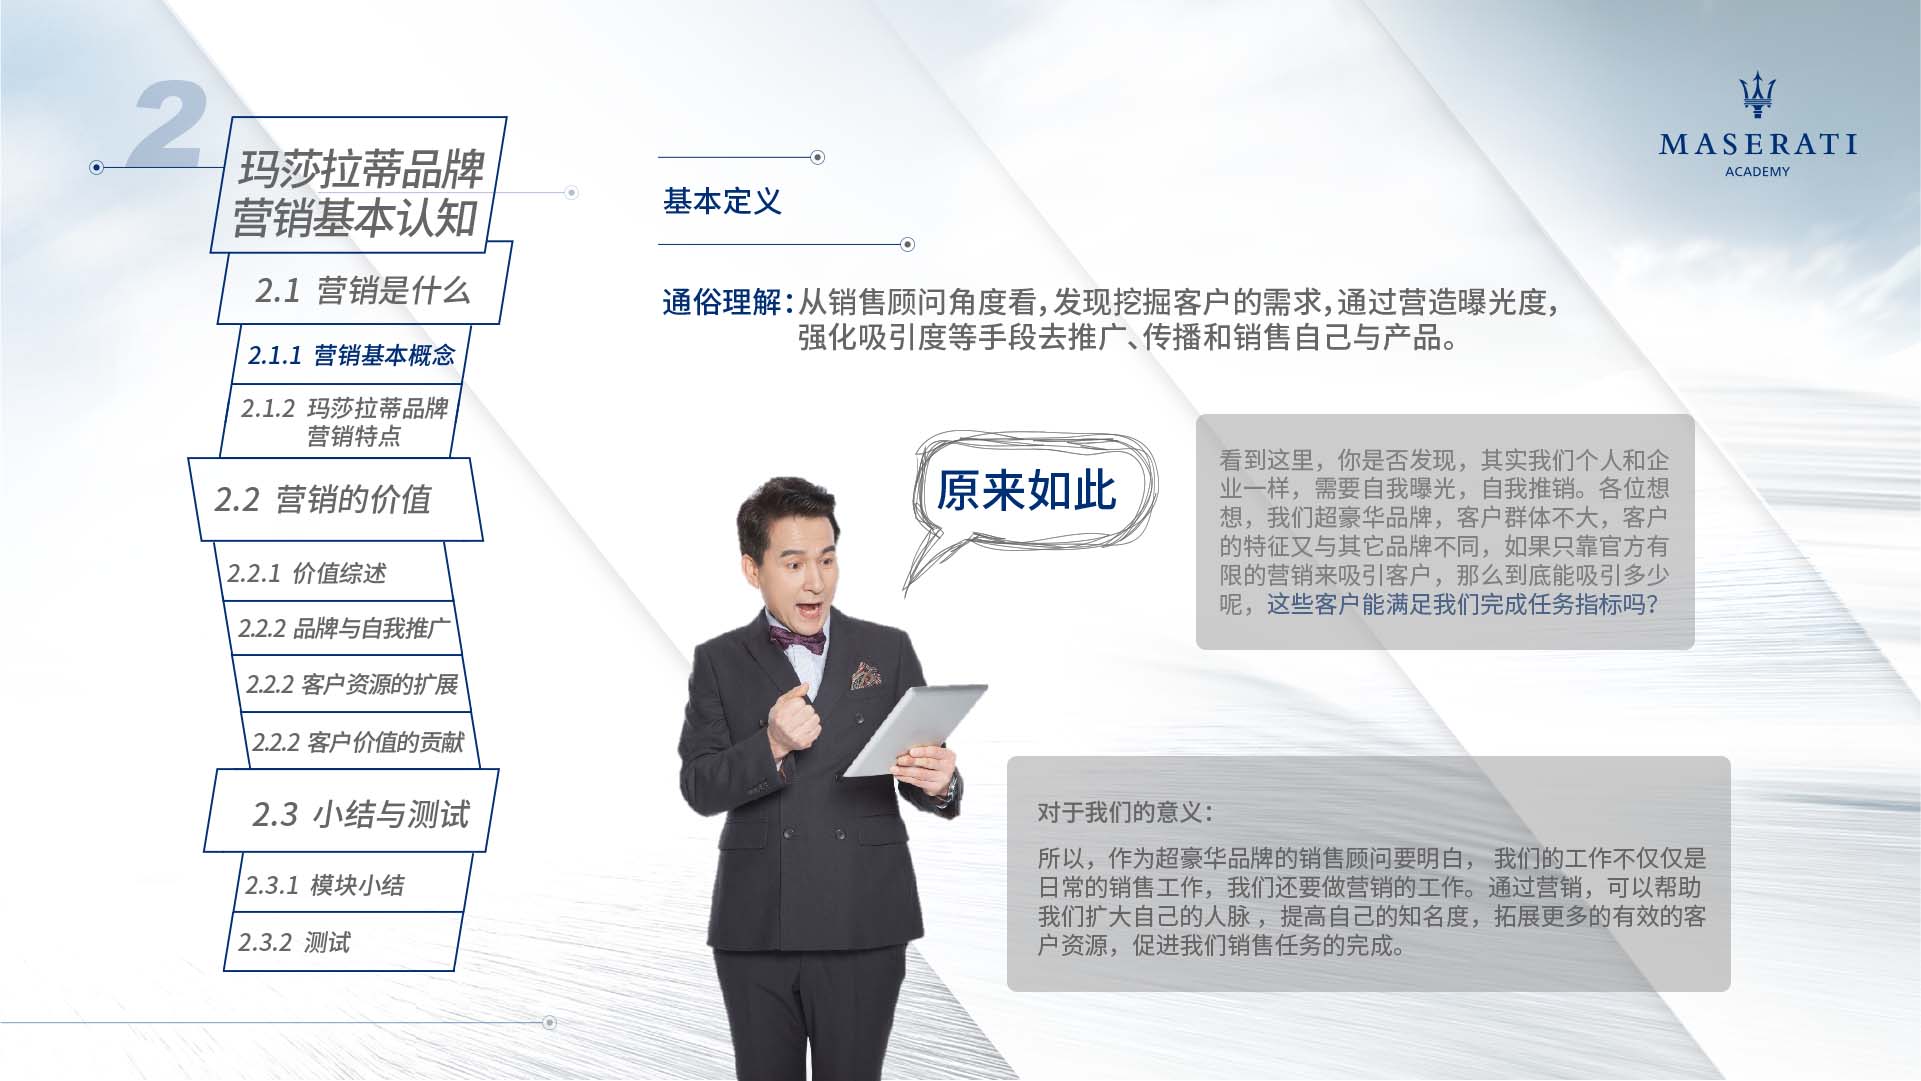 2
玛莎拉蒂品牌
营销基本认知
2.1 营销是什么
2.1.1 营销基本概念
2.1.2 玛莎拉蒂品牌
营销特点
2.2 营销的价值
2.2.1 价值综述
2.2.2 品牌与自我推广
2.2.2 客户资源的扩展
2.2.2 客户价值的贡献
2.3 小结与测试
2.3.1 模块小结
2.3.2 测试
MASERATI
ACADEMY
基本定义
通俗理解：从销售顾问角度看，发现挖掘客户的需求，通过营造曝光度，
强化吸引度等手段去推广、传播和销售自己与产品。
原来如此
看到这里，你是否发现，其实我们个人和企
业一样，需要自我曝光，自我推销。各位想
想，我们超豪华品牌，客户群体不大，客户
的特征又与其它品牌不同，如果只靠官方有
限的营销来吸引客户，那么到底能吸引多少
呢，这些客户能满足我们完成任务指标吗？
对于我们的意义：
所以，作为超豪华品牌的销售顾问要明白， 我们的工作不仅仅是
日常的销售工作，我们还要做营销的工作。通过营销，可以帮助
我们扩大自己的人脉 ，提高自己的知名度，拓展更多的有效的客
户资源，促进我们销售任务的完成。